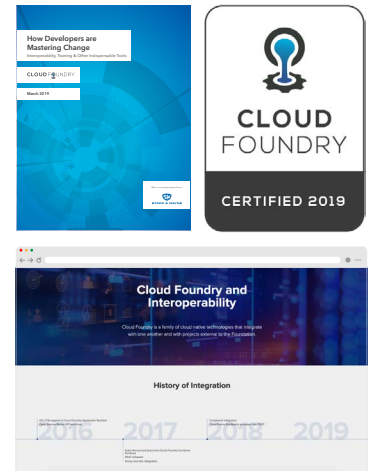 How Developers are
Mastering Change
Interoperability, Training & Other Indispensable Tools
CLOUD FOUNDRY
March 2019
STARK & WAYNE
CLOUD
FOUNDRY
CERTIFIED 2019
Cloud Foundry and
Interoperability
Cloud Foundry is a family of cloud native technologies that integrate
with one another and with projects external to the Foundation.
History of Integration
2016
2017
2018
2019